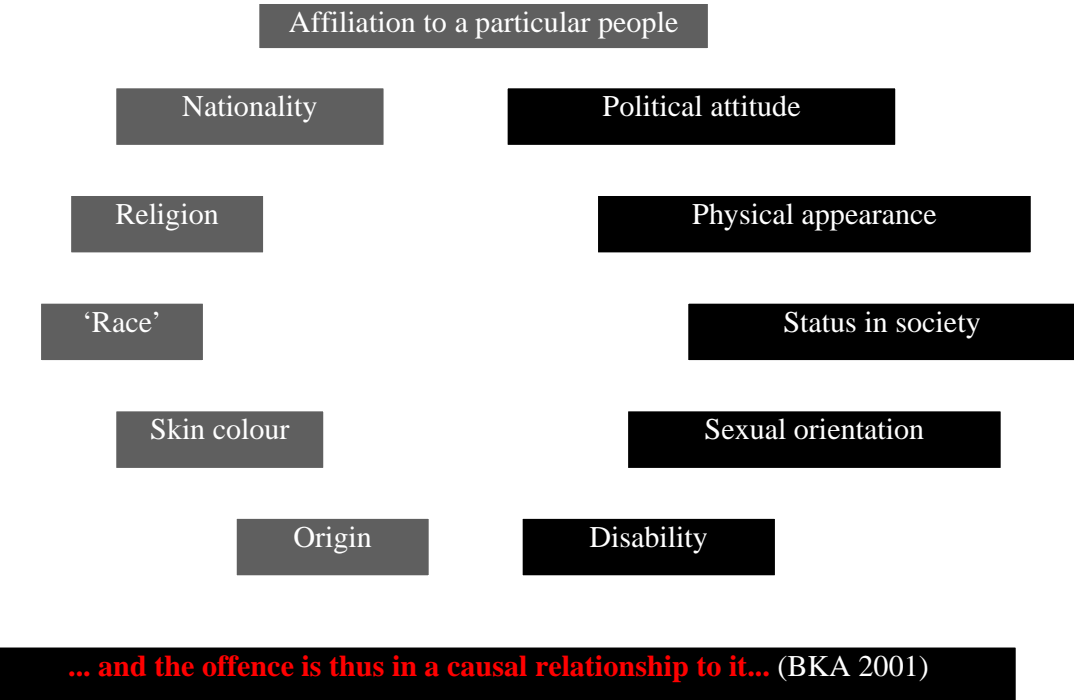 Affiliation to a particular people
Nationality
Political attitude
Religion
Physical appearance
‘Race’
Status in society
Skin colour
Sexual orientation
Origin
Disability
... and the offence is thus in a causal relationship to it... (BKA 2001)